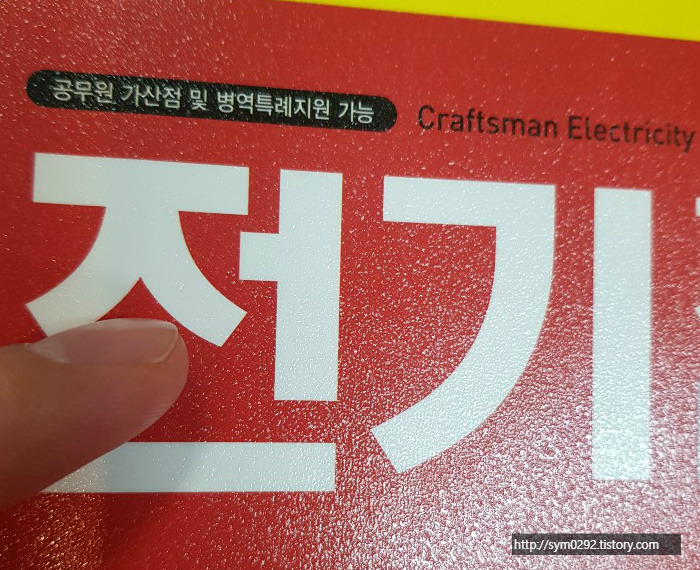 공무원 가산점 및 병역특례지원 가능
Craftsman Electricity
전기
http://sym0292.tistory.com